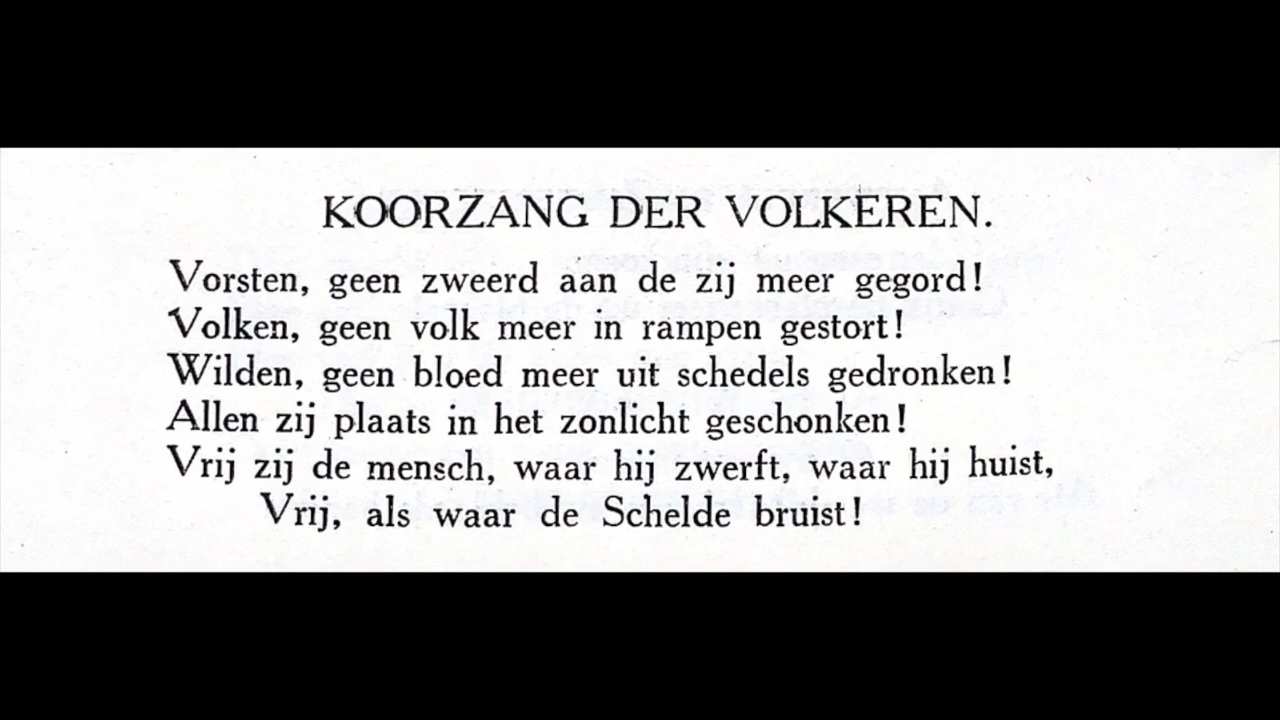 KOORZANG DER VOLKEREN.
Vorsten, geen zweerd aan de zij meer gegord!
Volken, geen volk meer in rampen gestort!
Wilden, geen bloed meer uit schedels gedronken!
Allen zij plaats in het zonlicht geschonken!
Vrij zij de mensch, waar hij zwerft, waar hij huist,
Vrij, als waar de Schelde bruist!